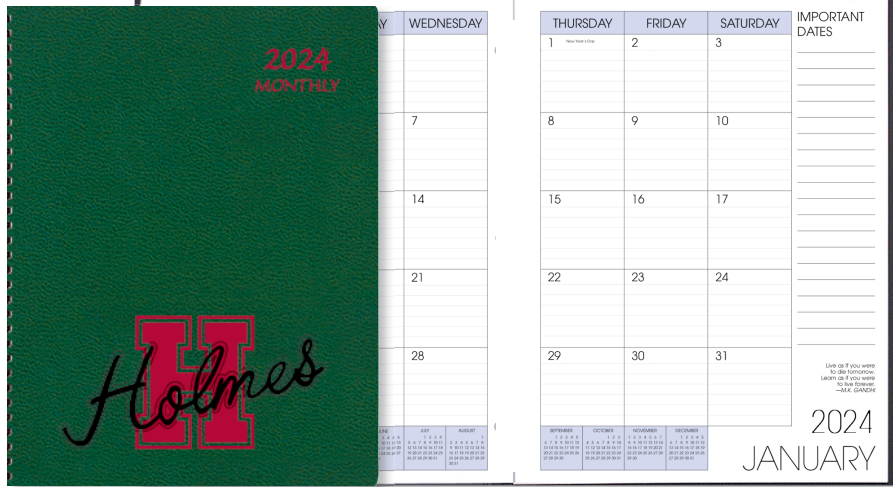 2024
MONTHLY
Holmes
H
AY
WEDNESDAY
7
14
21
28
JUNE
JULY
AUGUST
THURSDAY
FRIDAY
SATURDAY
1 New Year's Day
2
3
8
9
10
15
16
17
22
23
24
29
30
31
SEPTEMBER
OCTOBER
NOVEMBER
DECEMBER
IMPORTANT
DATES
Live as if you were
to die tomorrow.
Learn as if you were
to live forever.
—M.K. GANDHI
2024
JANUARY